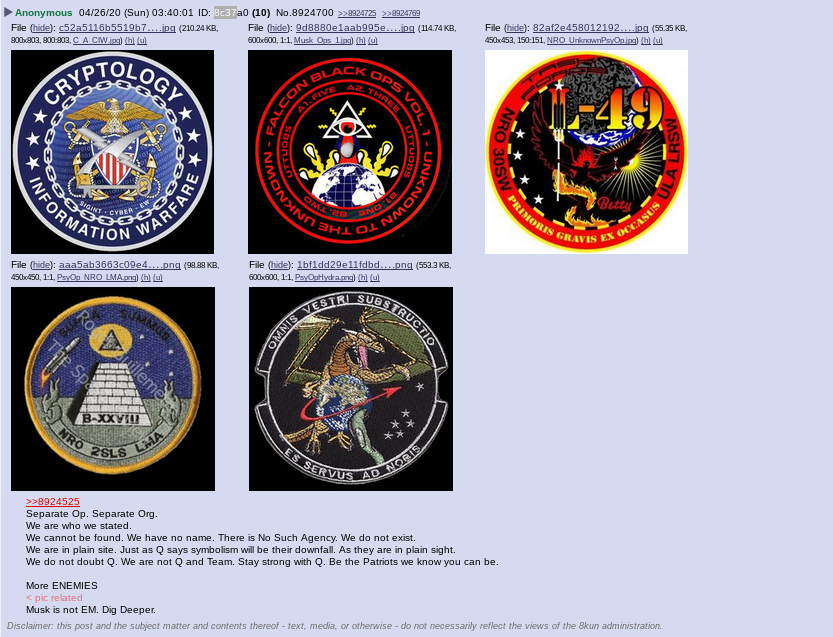 ▶ Anonymous 04/26/20 (Sun) 03:40:01 ID: 8c37a0 (10) No.8924700 >>8924725 >>8924769
File (hide): c52a5116b5519b7….jpg (210.24 KB, 800x803, 800:803, C_A_CIW.jpg) (h) (u)
File (hide): 9d8880e1aab995e….jpg (114.74 KB, 600x600, 1:1, Musk_Ops_1.jpg) (h) (u)
File (hide): 82af2e458012192….jpg (55.35 KB, 450x453, 150:151, NRO_UnknownPsyOp.jpg) (h) (u)
CRYPTOLOGY
SIGINT · CYBER · EW
INFORMATION WARFARE
FALCON BLACK OPS VOL.1 - UNKNOWN TO THE UNKNOWN -
A1.FIVE A2.THREE
UTTUOBS
UTTUOBS
B1.ONE B2.TWO
TASK FORCE
L-49
NRO 30SW
ULA LRSW
Betty
PRIMORIS GRAVIS EX OCCASUS
File (hide): aaa5ab3663c09e4….png (98.88 KB, 450x450, 1:1, PsyOp_NRO_LMA.png) (h) (u)
File (hide): 1bf1dd29e11fdbd….png (553.3 KB, 600x600, 1:1, PsyOpHydra.png) (h) (u)
SUPRA SUMMUS
B-XXVIII
NRO 2SLS LMA
OMNIS VESTRI SUBSTRUCTIO
ES SERVUS AD NOBIS
>>8924525
Separate Op. Separate Org.
We are who we stated.
We cannot be found. We have no name. There is No Such Agency. We do not exist.
We are in plain site. Just as Q says symbolism will be their downfall. As they are in plain sight.
We do not doubt Q. We are not Q and Team. Stay strong with Q. Be the Patriots we know you can be.
More ENEMIES
< pic related
Musk is not EM. Dig Deeper.
Disclaimer: this post and the subject matter and contents thereof - text, media, or otherwise - do not necessarily reflect the views of the 8kun administration.